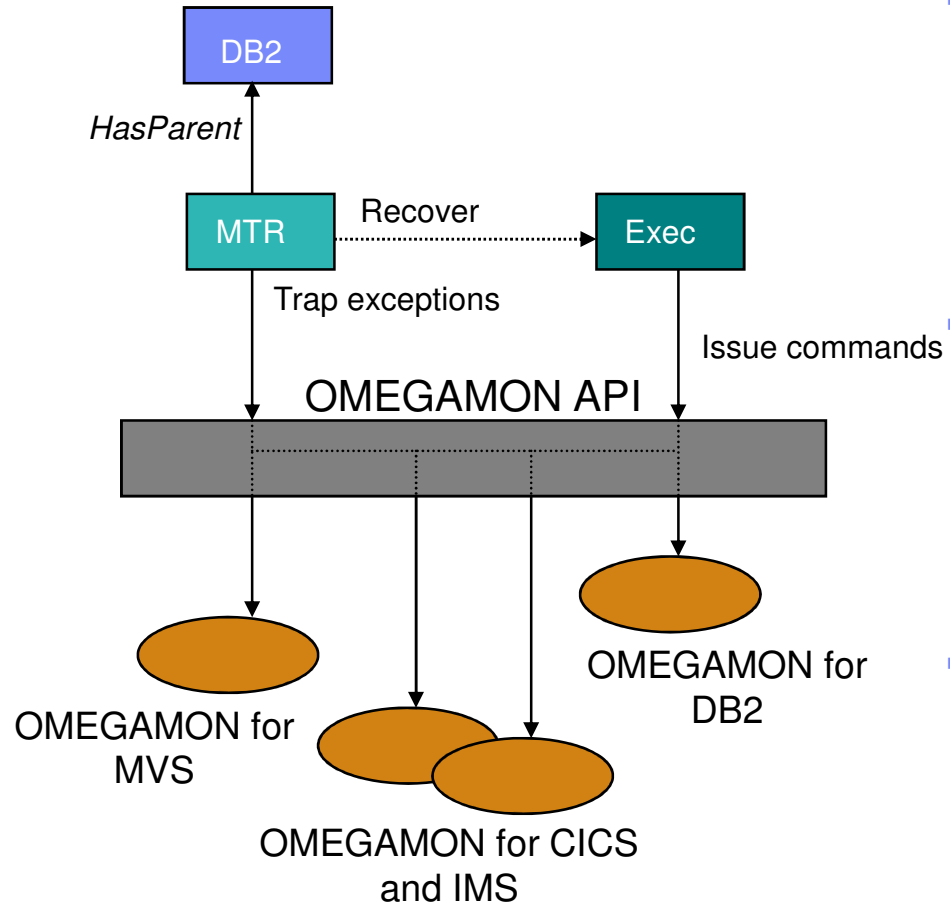 DB2
HasParent
MTR
Recover
Exec
Trap exceptions
Issue commands
OMEGAMON API
OMEGAMON for
DB2
OMEGAMON for
MVS
OMEGAMON for CICS
and IMS